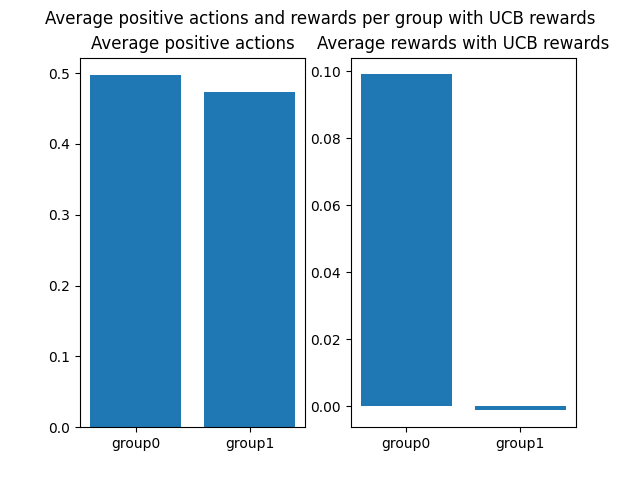 Average positive actions and rewards per group with UCB rewards
Average positive actions
0.5
0.4
0.3
0.2
0.1
0.0
group0 group1
Average rewards with UCB rewards
0.10
0.08
0.06
0.04
0.02
0.00
group0 group1